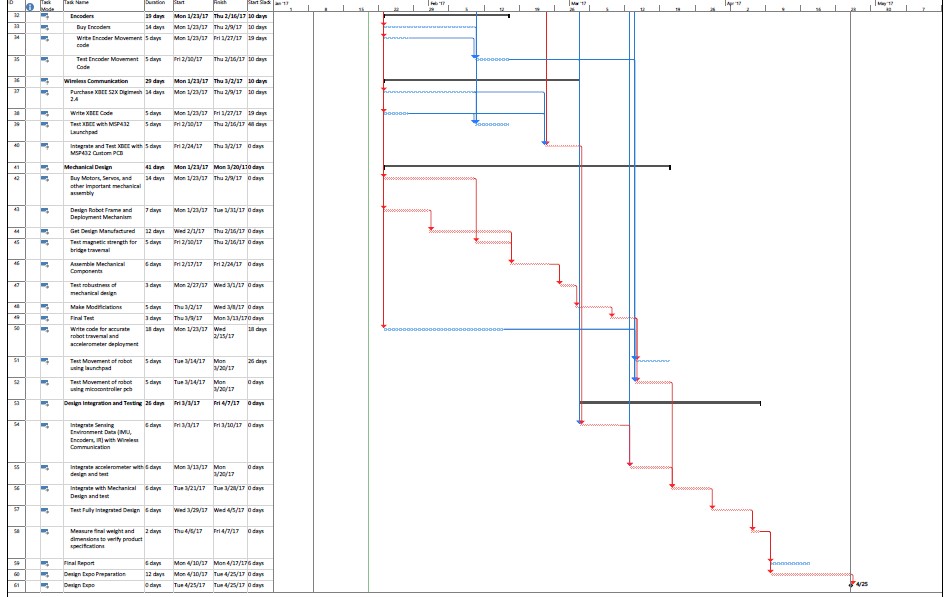 ID Task Mode Task Name Duration Start Finish Start Slack Jan '17 Feb '17 Mar '17 Apr '17 May '17
1 8 15 22 29 5 12 19 26 5 12 19 26 2 9 16 23 30 7
32 Encoders 19 days Mon 1/23/17 Thu 2/16/17 10 days
33 Buy Encoders 14 days Mon 1/23/17 Thu 2/9/17 10 days
34 Write Encoder Movement code 5 days Mon 1/23/17 Fri 1/27/17 19 days
35 Test Encoder Movement Code 5 days Fri 2/10/17 Thu 2/16/17 10 days
36 Wireless Communication 29 days Mon 1/23/17 Thu 3/2/17 10 days
37 Purchase XBEE S2X Digimesh 2.4 14 days Mon 1/23/17 Thu 2/9/17 10 days
38 Write XBEE Code 5 days Mon 1/23/17 Fri 1/27/17 19 days
39 Test XBEE with MSP432 Launchpad 5 days Fri 2/10/17 Thu 2/16/17 48 days
40 Integrate and Test XBEE with MSP432 Custom PCB 5 days Fri 2/24/17 Thu 3/2/17 0 days
41 Mechanical Design 41 days Mon 1/23/17 Mon 3/20/17 0 days
42 Buy Motors, Servos, and other important mechanical assembly 14 days Mon 1/23/17 Thu 2/9/17 0 days
43 Design Robot Frame and Deployment Mechanism 7 days Mon 1/23/17 Tue 1/31/17 0 days
44 Get Design Manufactured 12 days Wed 2/1/17 Thu 2/16/17 0 days
45 Test magnetic strength for bridge traversal 5 days Fri 2/10/17 Thu 2/16/17 0 days
46 Assemble Mechanical Components 6 days Fri 2/17/17 Fri 2/24/17 0 days
47 Test robustness of mechanical design 3 days Mon 2/27/17 Wed 3/1/17 0 days
48 Make Modificiations 5 days Thu 3/2/17 Wed 3/8/17 0 days
49 Final Test 3 days Thu 3/9/17 Mon 3/13/17 0 days
50 Write code for accurate robot traversal and accelerometer deployment 18 days Mon 1/23/17 Wed 2/15/17 18 days
51 Test Movement of robot using launchpad 5 days Tue 3/14/17 Mon 3/20/17 26 days
52 Test Movement of robot using micocontroller pcb 5 days Tue 3/14/17 Mon 3/20/17 0 days
53 Design Integration and Testing 26 days Fri 3/3/17 Fri 4/7/17 0 days
54 Integrate Sensing Environment Data (IMU, Encoders, IR) with Wireless Communication 6 days Fri 3/3/17 Fri 3/10/17 0 days
55 Integrate accelerometer with design and test 6 days Mon 3/13/17 Mon 3/20/17 0 days
56 Integrate with Mechanical Design and test 6 days Tue 3/21/17 Tue 3/28/17 0 days
57 Test Fully Integrated Design 6 days Wed 3/29/17 Wed 4/5/17 0 days
58 Measure final weight and dimensions to verify product specifications 2 days Thu 4/6/17 Fri 4/7/17 0 days
59 Final Report 6 days Mon 4/10/17 Mon 4/17/17 6 days
60 Design Expo Preparation 12 days Mon 4/10/17 Tue 4/25/17 0 days
61 Design Expo 0 days Tue 4/25/17 Tue 4/25/17 0 days 4/25